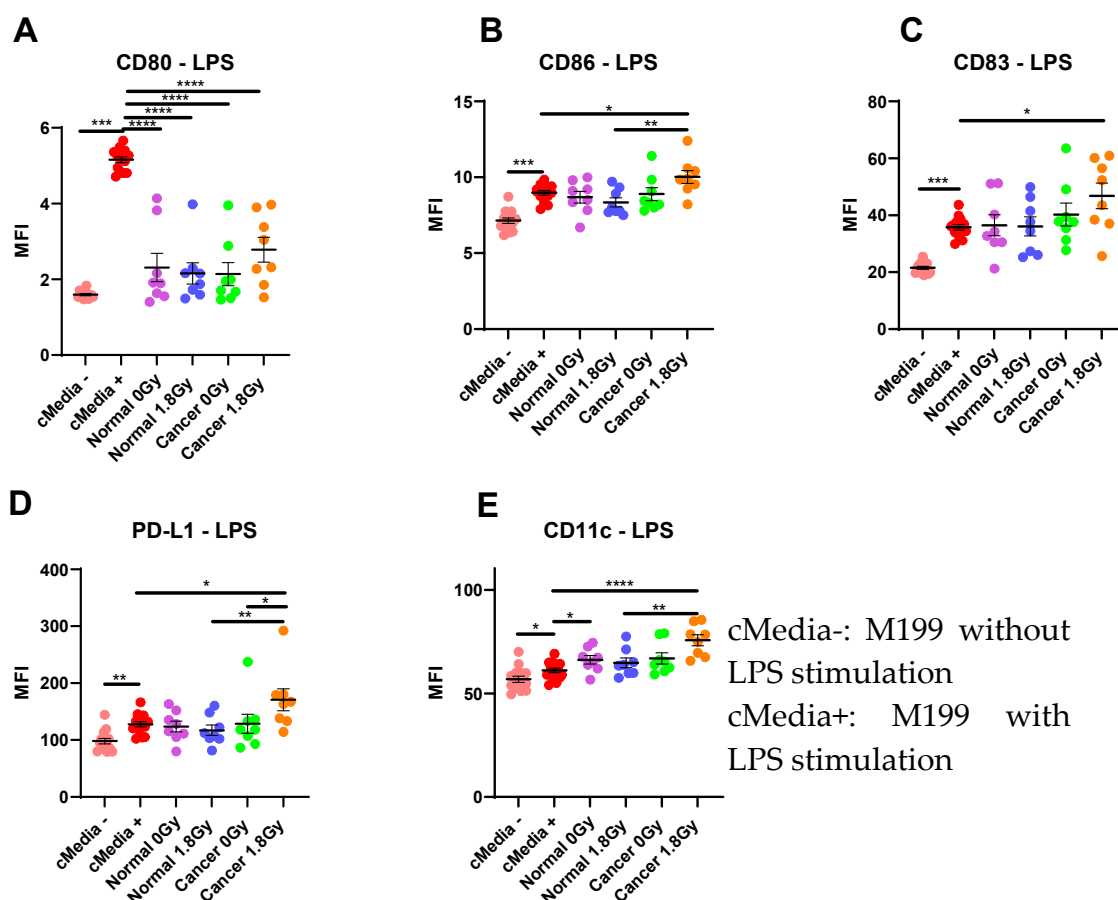 A
CD80 - LPS
****
****
****
*** ****
MFI
6
4
2
0
cMedia -
cMedia +
Normal 0Gy
Normal 1.8Gy
Cancer 0Gy
Cancer 1.8Gy
B
CD86 - LPS
*
**
***
MFI
15
10
5
0
cMedia -
cMedia +
Normal 0Gy
Normal 1.8Gy
Cancer 0Gy
Cancer 1.8Gy
C
CD83 - LPS
*
***
MFI
80
60
40
20
0
cMedia -
cMedia +
Normal 0Gy
Normal 1.8Gy
Cancer 0Gy
Cancer 1.8Gy
D
PD-L1 - LPS
*
*
**
**
MFI
400
300
200
100
0
cMedia -
cMedia +
Normal 0Gy
Normal 1.8Gy
Cancer 0Gy
Cancer 1.8Gy
E
CD11c - LPS
****
**
* *
MFI
100
50
0
cMedia -
cMedia +
Normal 0Gy
Normal 1.8Gy
Cancer 0Gy
Cancer 1.8Gy
cMedia-: M199 without
LPS stimulation
cMedia+: M199 with
LPS stimulation